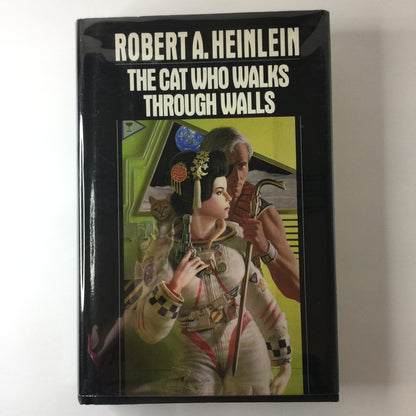 ROBERT A. HEINLEIN
THE CAT WHO WALKS
THROUGH WALLS